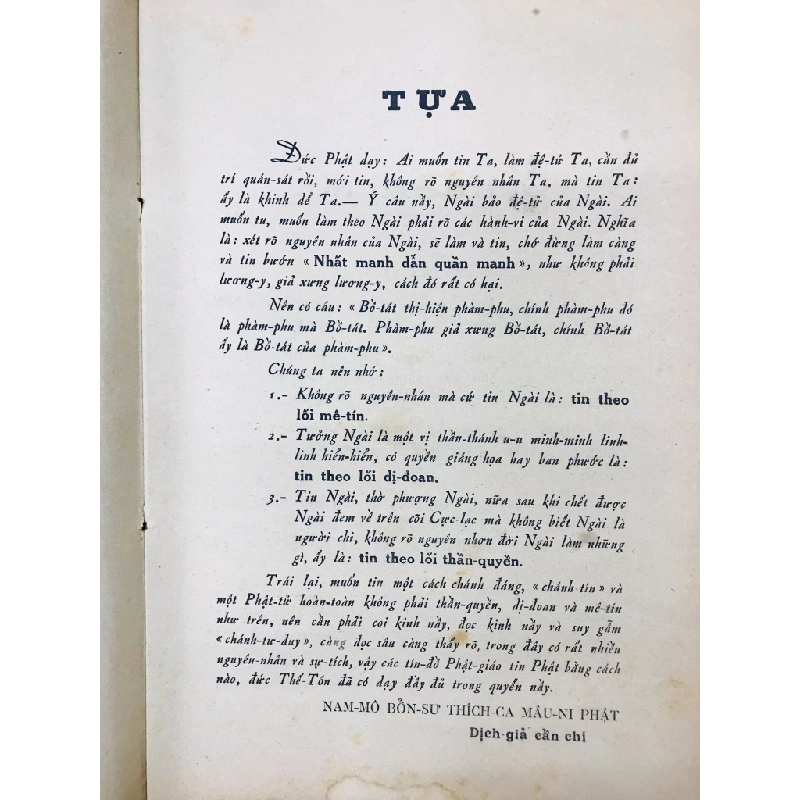 TỰA
Đức Phật dạy: Ai muốn tin Ta, làm đệ-tử Ta, cần đủ
trí quán-sát rồi, mới tin, không rõ nguyên nhân Ta, mà tin Ta:
ấy là khinh dể Ta.— Ý câu nầy, Ngài bảo đệ-tử của Ngài. Ai
muốn tu, muốn làm theo Ngài phải rõ các hành-vi của Ngài. Nghĩa
là: xét rõ nguyên nhân của Ngài, sẽ làm và tin, chớ đừng làm càng
và tin bướn « Nhất manh dẫn quần manh », như không phải
lương-y, giả xưng lương-y, cách đó rất có hại.
Nên có câu: « Bồ-tát thị-hiện phàm-phu, chính phàm-phu đó
là phàm-phu mà Bồ-tát. Phàm-phu giả xưng Bồ-tát, chính Bồ-tát
ấy là Bồ-tát của phàm-phu ».
Chúng ta nên nhớ:
1.- Không rõ nguyên-nhân mà cứ tin Ngài là: tin theo
lối mê-tín.
2.- Tưởng Ngài là một vị thần-thánh u-u minh-minh linh-
linh hiển-hiển, có quyền giáng họa hay ban phước là:
tin theo lối dị-đoan.
3.- Tin Ngài, thờ phượng Ngài, nữa sau khi chết được
Ngài đem về trên cõi Cực-lạc mà không biết Ngài là
người chi, không rõ nguyên nhơn đời Ngài làm những
gì, ấy là: tin theo lối thần-quyền.
Trái lại, muốn tin một cách chánh đáng, « chánh-tín » và
một Phật-tử hoàn-toàn không phải thần-quyền, dị-đoan và mê-tín
như trên, nên cần phải coi kinh nầy, đọc kinh nầy và suy gẫm
« chánh-tư-duy », càng đọc sâu càng thấy rõ, trong đây có rất nhiều
nguyên-nhân và sự-tích, vậy các tín-đồ Phật-giáo tin Phật bằng cách
nào, đức Thế-Tôn đã có dạy đầy đủ trong quyển nầy.
NAM-MÔ BỔN-SƯ THÍCH-CA MÂU-NI PHẬT
Dịch-giả cẩn chí